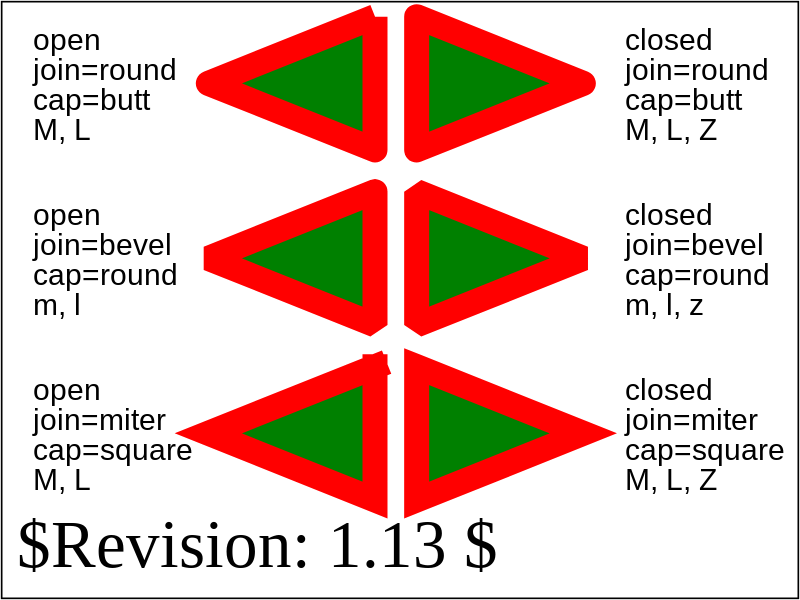 open
join=round
cap=butt
M, L
closed
join=round
cap=butt
M, L, Z
open
join=bevel
cap=round
m, l
closed
join=bevel
cap=round
m, l, z
open
join=miter
cap=square
M, L
closed
join=miter
cap=square
M, L, Z
$Revision: 1.13 $